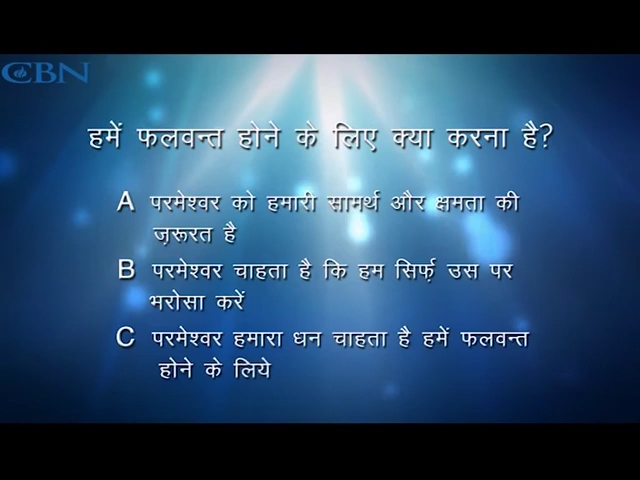 CBN
हमें फलवन्त होने के लिए क्या करना है?
A परमेश्वर को हमारी सामर्थ और क्षमता की
ज़रूरत है
B परमेश्वर चाहता है कि हम सिर्फ़ उस पर
भरोसा करें
C परमेश्वर हमारा धन चाहता है हमें फलवन्त
होने के लिये